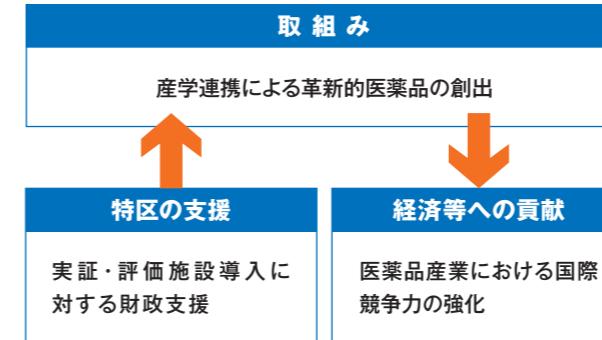 取組み
産学連携による革新的医薬品の創出
特区の支援
実証・評価施設導入に
対する財政支援
経済等への貢献
医薬品産業における国際
競争力の強化